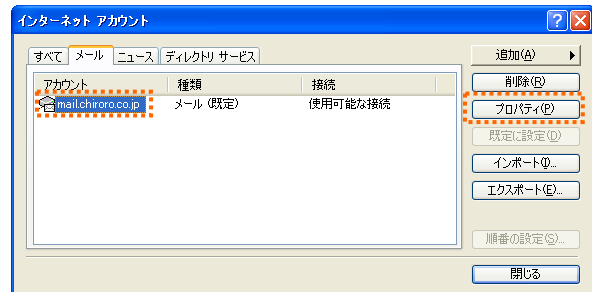 インターネット アカウント
すべて メール ニュース ディレクトリ サービス
アカウント 種類 接続
mail.chiroro.co.jp メール (既定) 使用可能な接続
追加(A)
削除(R)
プロパティ(P)
既定に設定(D)
インポート(I)...
エクスポート(E)...
順番の設定(S)...
閉じる